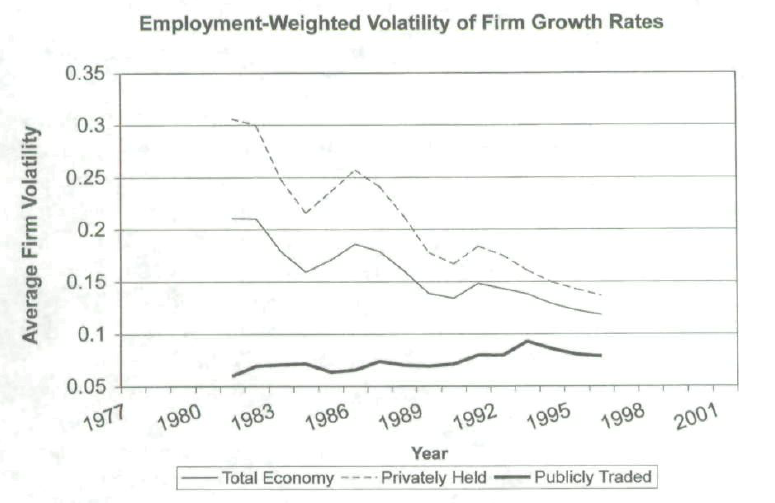 Employment-Weighted Volatility of Firm Growth Rates
Average Firm Volatility
0.35
0.3
0.25
0.2
0.15
0.1
0.05
1977 1980 1983 1986 1989 1992 1995 1998 2001
Year
Total Economy Privately Held Publicly Traded